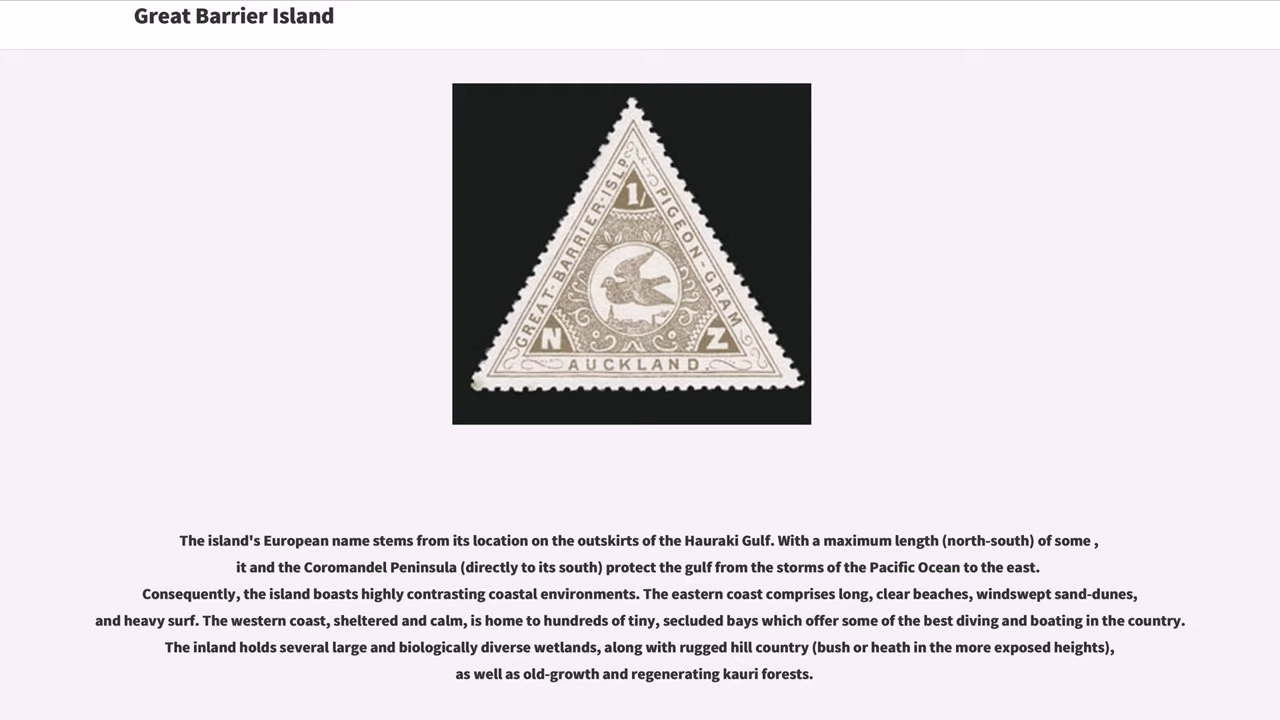 Great Barrier Island
GREAT·BARRIER·ISLD
PIGEON-GRAM
1/
N Z
AUCKLAND.
The island's European name stems from its location on the outskirts of the Hauraki Gulf. With a maximum length (north-south) of some ,
it and the Coromandel Peninsula (directly to its south) protect the gulf from the storms of the Pacific Ocean to the east.
Consequently, the island boasts highly contrasting coastal environments. The eastern coast comprises long, clear beaches, windswept sand-dunes,
and heavy surf. The western coast, sheltered and calm, is home to hundreds of tiny, secluded bays which offer some of the best diving and boating in the country.
The inland holds several large and biologically diverse wetlands, along with rugged hill country (bush or heath in the more exposed heights),
as well as old-growth and regenerating kauri forests.